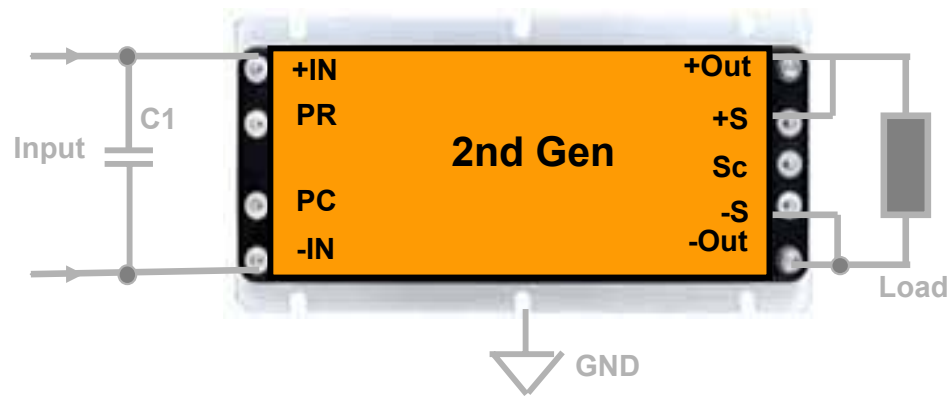 +IN
+Out
PR
C1
+S
Input
2nd Gen
Sc
PC
-S
-IN
-Out
Load
GND